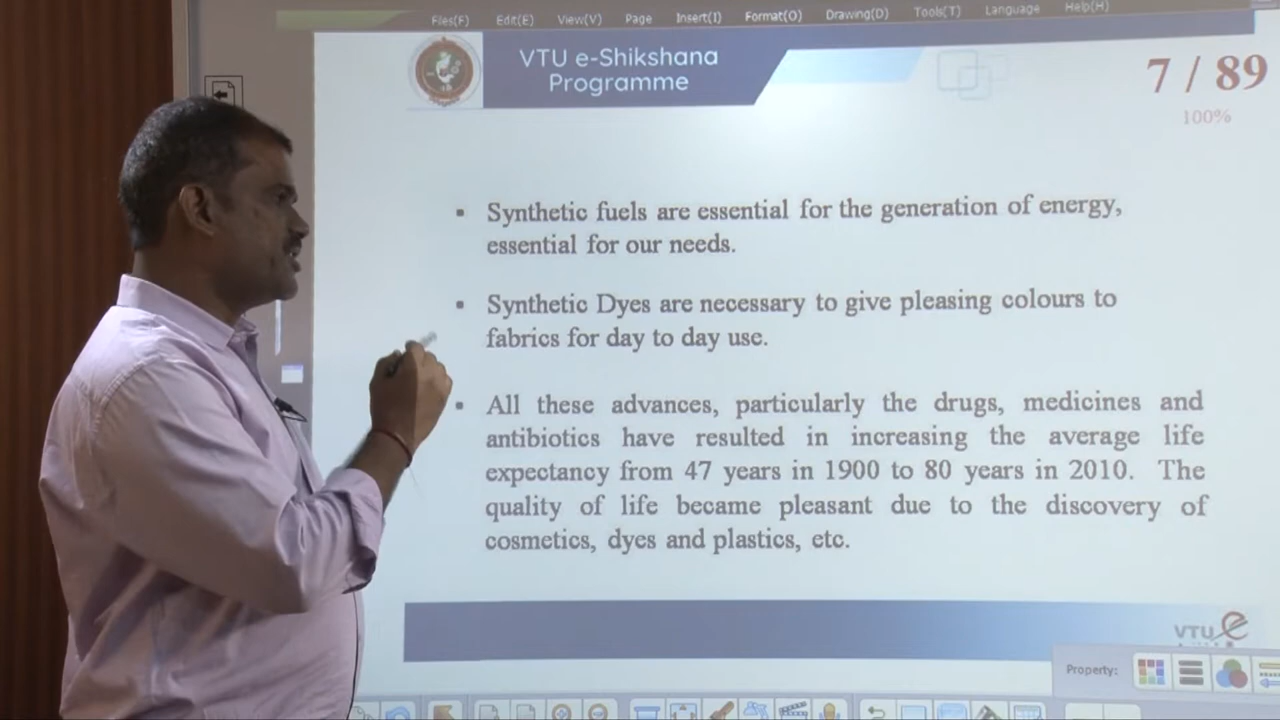 Files(F) Edit(E) View(V) Page Insert(I) Format(O) Drawing(D) Tools(T) Language Help(H)
VTU e-Shikshana
Programme
7 / 89
100%
▪ Synthetic fuels are essential for the generation of energy,
essential for our needs.
▪ Synthetic Dyes are necessary to give pleasing colours to
fabrics for day to day use.
▪ All these advances, particularly the drugs, medicines and
antibiotics have resulted in increasing the average life
expectancy from 47 years in 1900 to 80 years in 2010. The
quality of life became pleasant due to the discovery of
cosmetics, dyes and plastics, etc.
VTU e
Property: